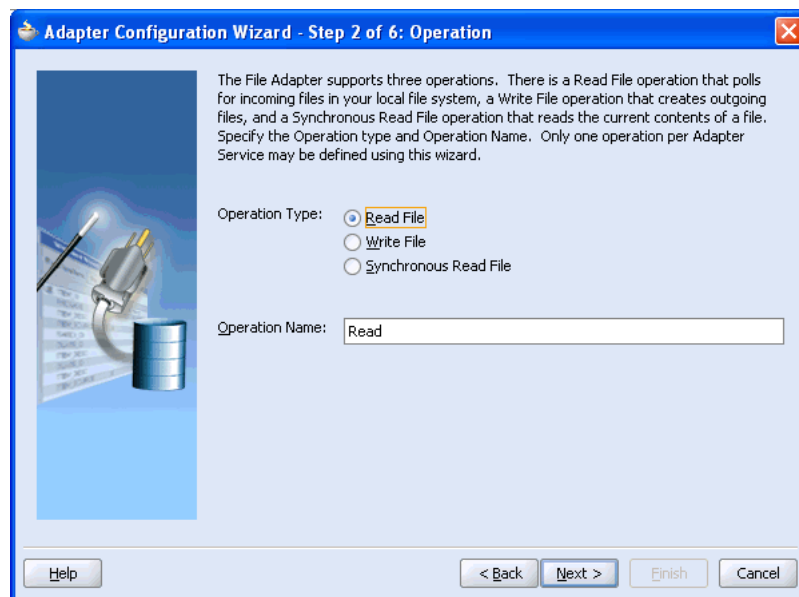 Adapter Configuration Wizard - Step 2 of 6: Operation
The File Adapter supports three operations. There is a Read File operation that polls
for incoming files in your local file system, a Write File operation that creates outgoing
files, and a Synchronous Read File operation that reads the current contents of a file.
Specify the Operation type and Operation Name. Only one operation per Adapter
Service may be defined using this wizard.
Operation Type:
Read File
Write File
Synchronous Read File
Operation Name:
Read
Help
< Back
Next >
Finish
Cancel